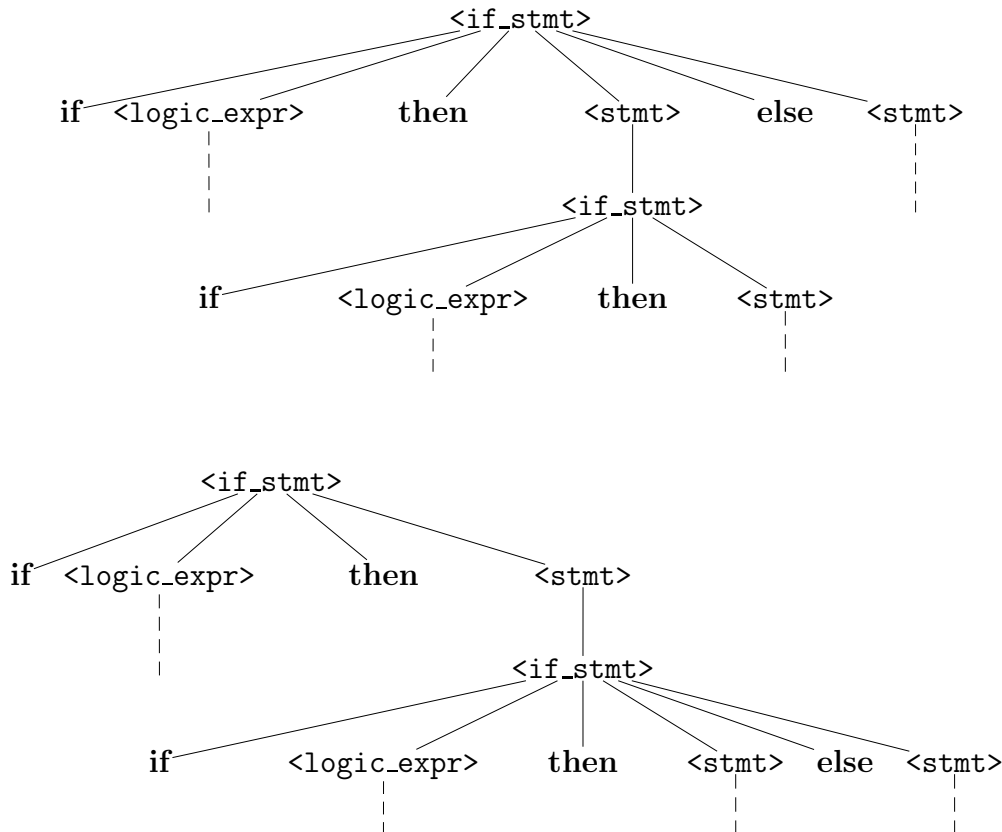 <if_stmt>
if <logic_expr> then <stmt> else <stmt>
<if_stmt>
if <logic_expr> then <stmt>
<if_stmt>
if <logic_expr> then <stmt>
<if_stmt>
if <logic_expr> then <stmt> else <stmt>